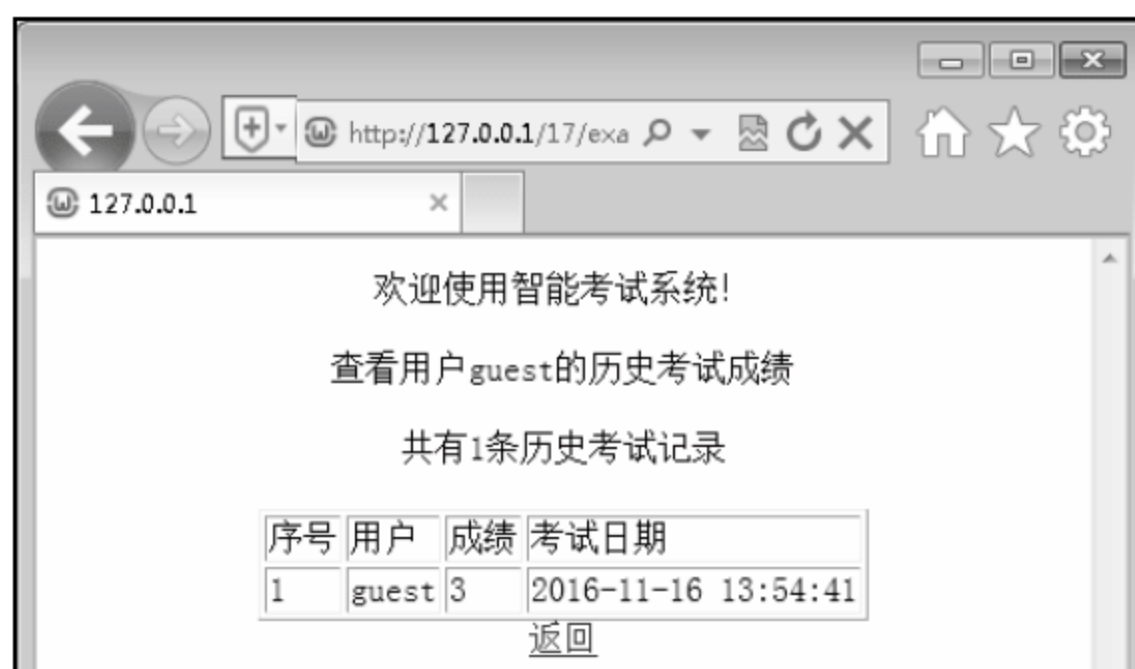 http://127.0.0.1/17/exa
127.0.0.1
欢迎使用智能考试系统!
查看用户guest的历史考试成绩
共有1条历史考试记录
序号 用户 成绩 考试日期
1 guest 3 2016-11-16 13:54:41
返回